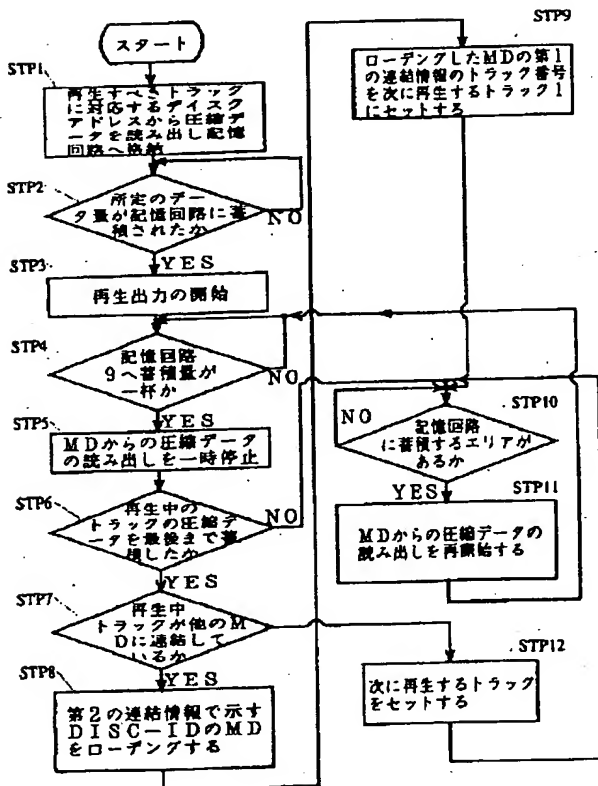 スタート
STP1
再生すべきトラック
に対応するディスク
アドレスから圧縮デ
ータを読み出し記憶
回路へ格納
STP2
所定のデー
タ量が記憶回路に蓄
積されたか
NO
YES
STP3
再生出力の開始
STP4
記憶回路
9へ蓄積量が
一杯か
NO
YES
STP5
MDからの圧縮データ
の読み出しを一時停止
STP6
再生中の
トラックの圧縮デ
ータを最後まで蓄
積したか
NO
YES
STP7
再生中
トラックが他のM
Dに連結して
いるか
YES
STP8
第2の連結情報で示す
DISC-IDのMD
をローデングする
STP9
ローデングしたMDの第1
の連結情報のトラック番号
を次に再生するトラック1
にセットする
STP10
NO
記憶回路
に蓄積するエリアが
あるか
YES
STP11
MDからの圧縮データの
読み出しを再開始する
STP12
次に再生するトラック
をセットする